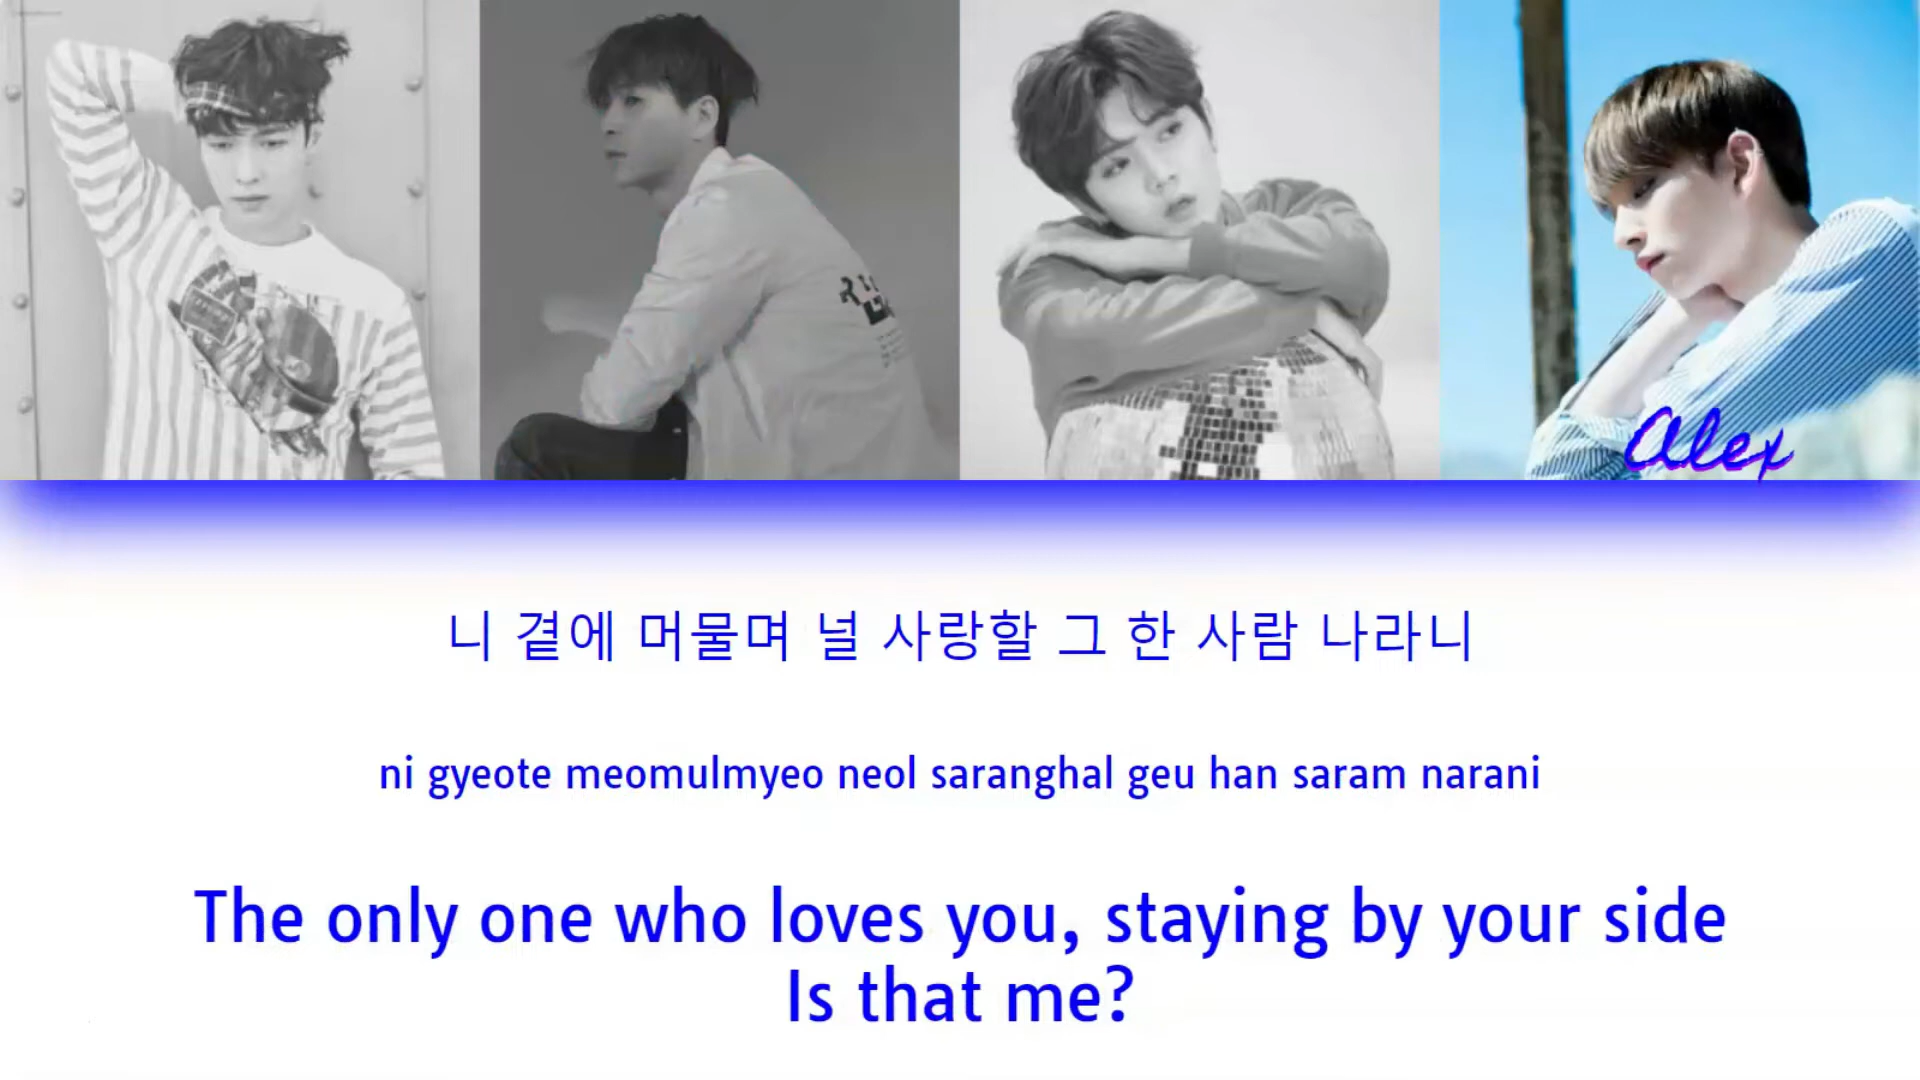 Alex
니 곁에 머물며 널 사랑할 그 한 사람 나라니
ni gyeote meomulmyeo neol saranghal geu han saram narani
The only one who loves you, staying by your side
Is that me?